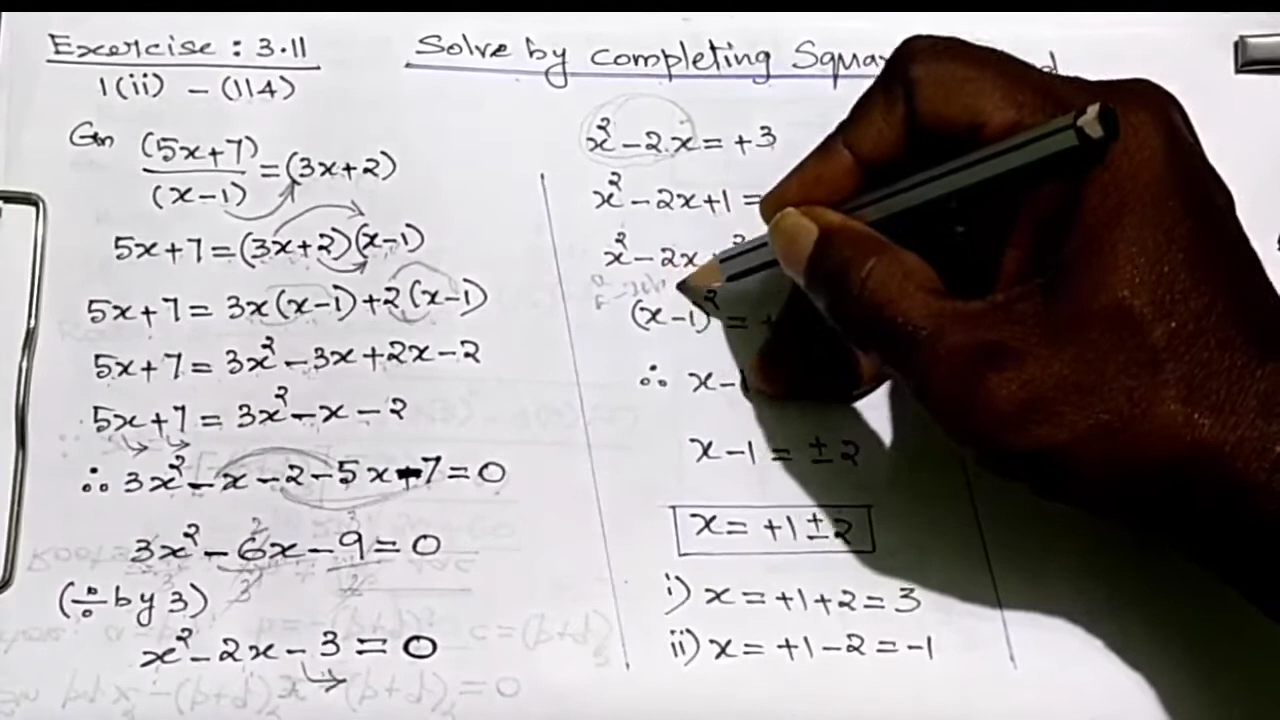 Exercise : 3.11
1(ii) - (114)
Solve by completing Squa
Gn (5x+7)/(x-1) = (3x+2)
5x+7 = (3x+2)(x-1)
5x+7 = 3x(x-1)+2(x-1)
5x+7 = 3x²-3x+2x-2
5x+7 = 3x²-x-2
∴ 3x²-x-2-5x-7=0
3x²-6x-9=0
(÷ by 3)
x²-2x-3=0
x²-2x=+3
x²-2x+1=
x²-2x
(x-1)²=+
∴ x-1
x-1=±2
x=+1±2
i) x=+1+2=3
ii) x=+1-2=-1